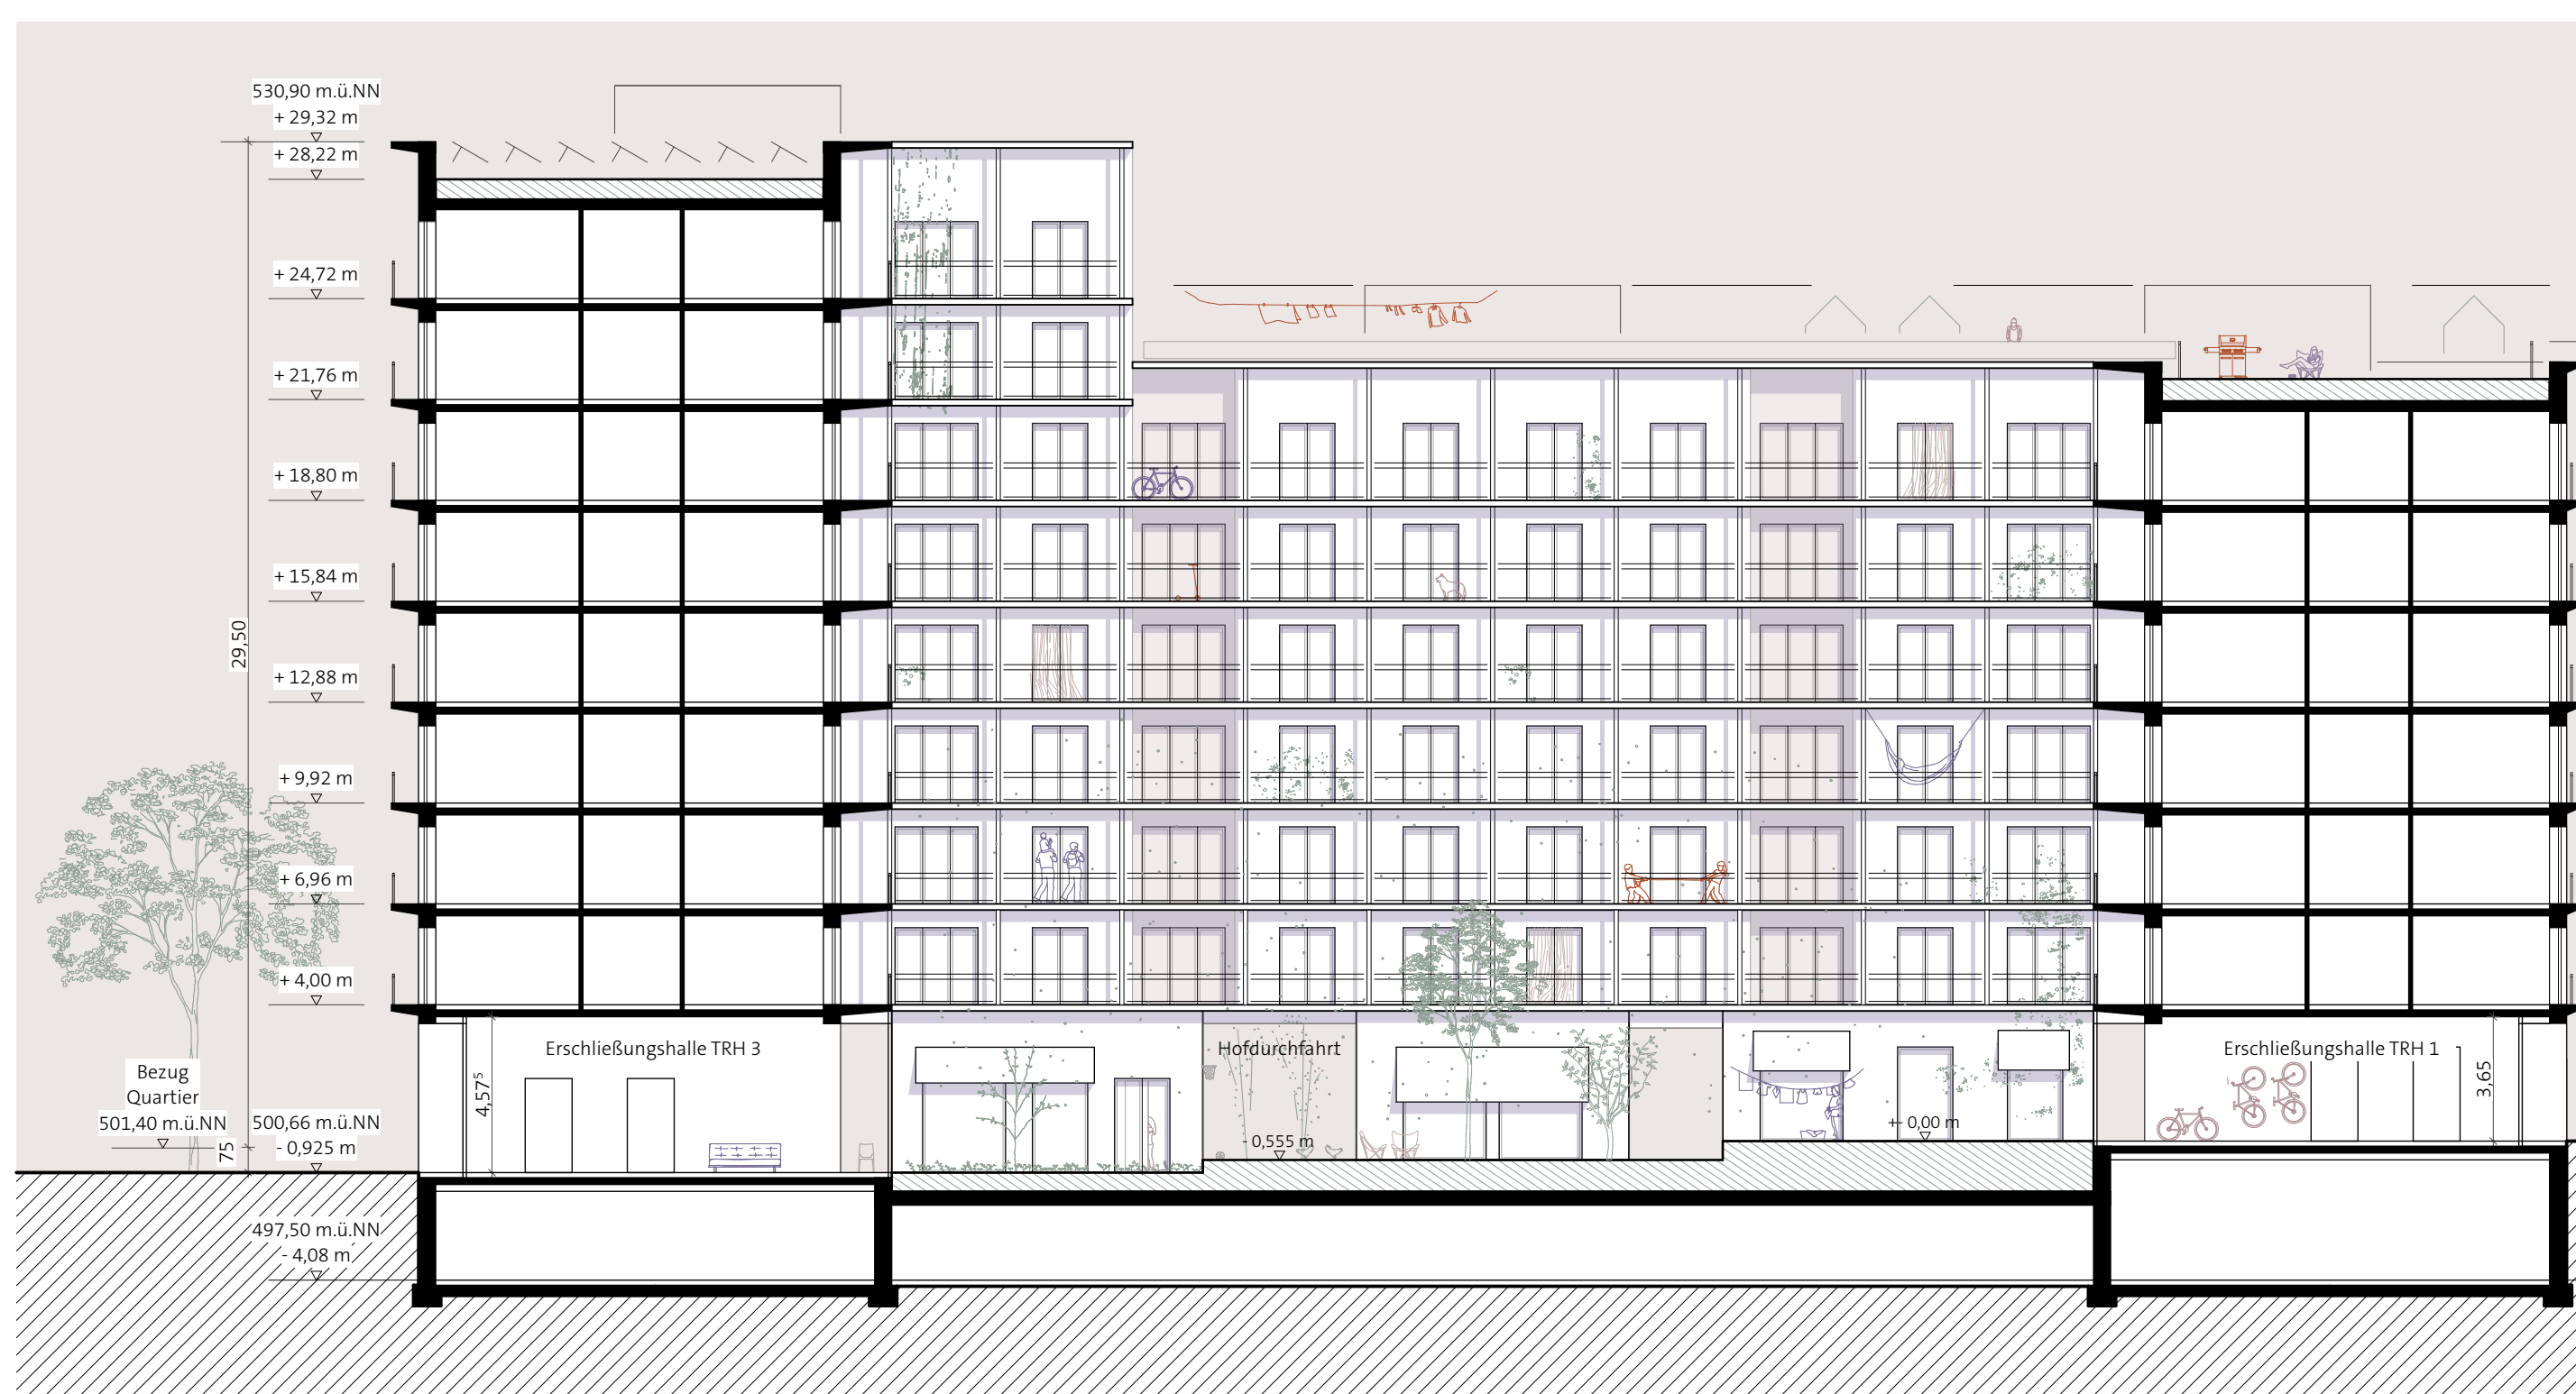 530,90 m.ü.NN
+ 29,32 m
+ 28,22 m
+ 24,72 m
+ 21,76 m
+ 18,80 m
+ 15,84 m
29,50
+ 12,88 m
+ 9,92 m
+ 6,96 m
+ 4,00 m
Bezug
Quartier
501,40 m.ü.NN
75
500,66 m.ü.NN
- 0,925 m
497,50 m.ü.NN
- 4,08 m
4,57⁵
Erschließungshalle TRH 3
Hofdurchfahrt
- 0,555 m
+- 0,00 m
Erschließungshalle TRH 1
3,65